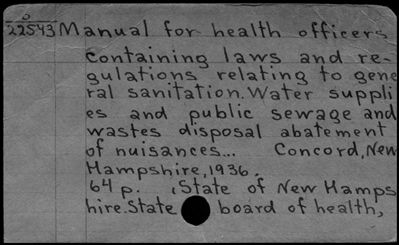 o
22543 Manual for health officers
containing laws and re-
gulations relating to gene
ral sanitation. Water suppli
es and public sewage and
wastes disposal abatement
of nuisances... Concord, New
Hampshire, 1936.
64 p. (State of New Hamps
hire. State board of health,